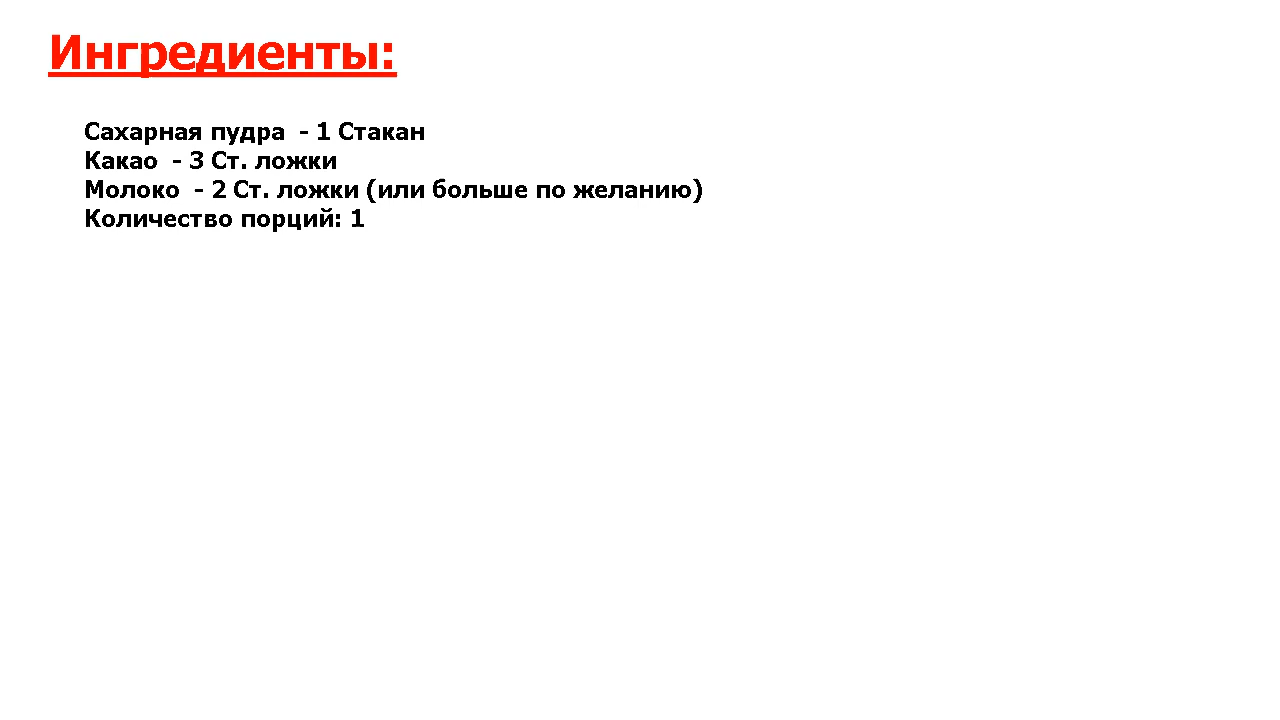 Ингредиенты:
Сахарная пудра  - 1 Стакан
Какао  - 3 Ст. ложки
Молоко  - 2 Ст. ложки (или больше по желанию)
Количество порций: 1